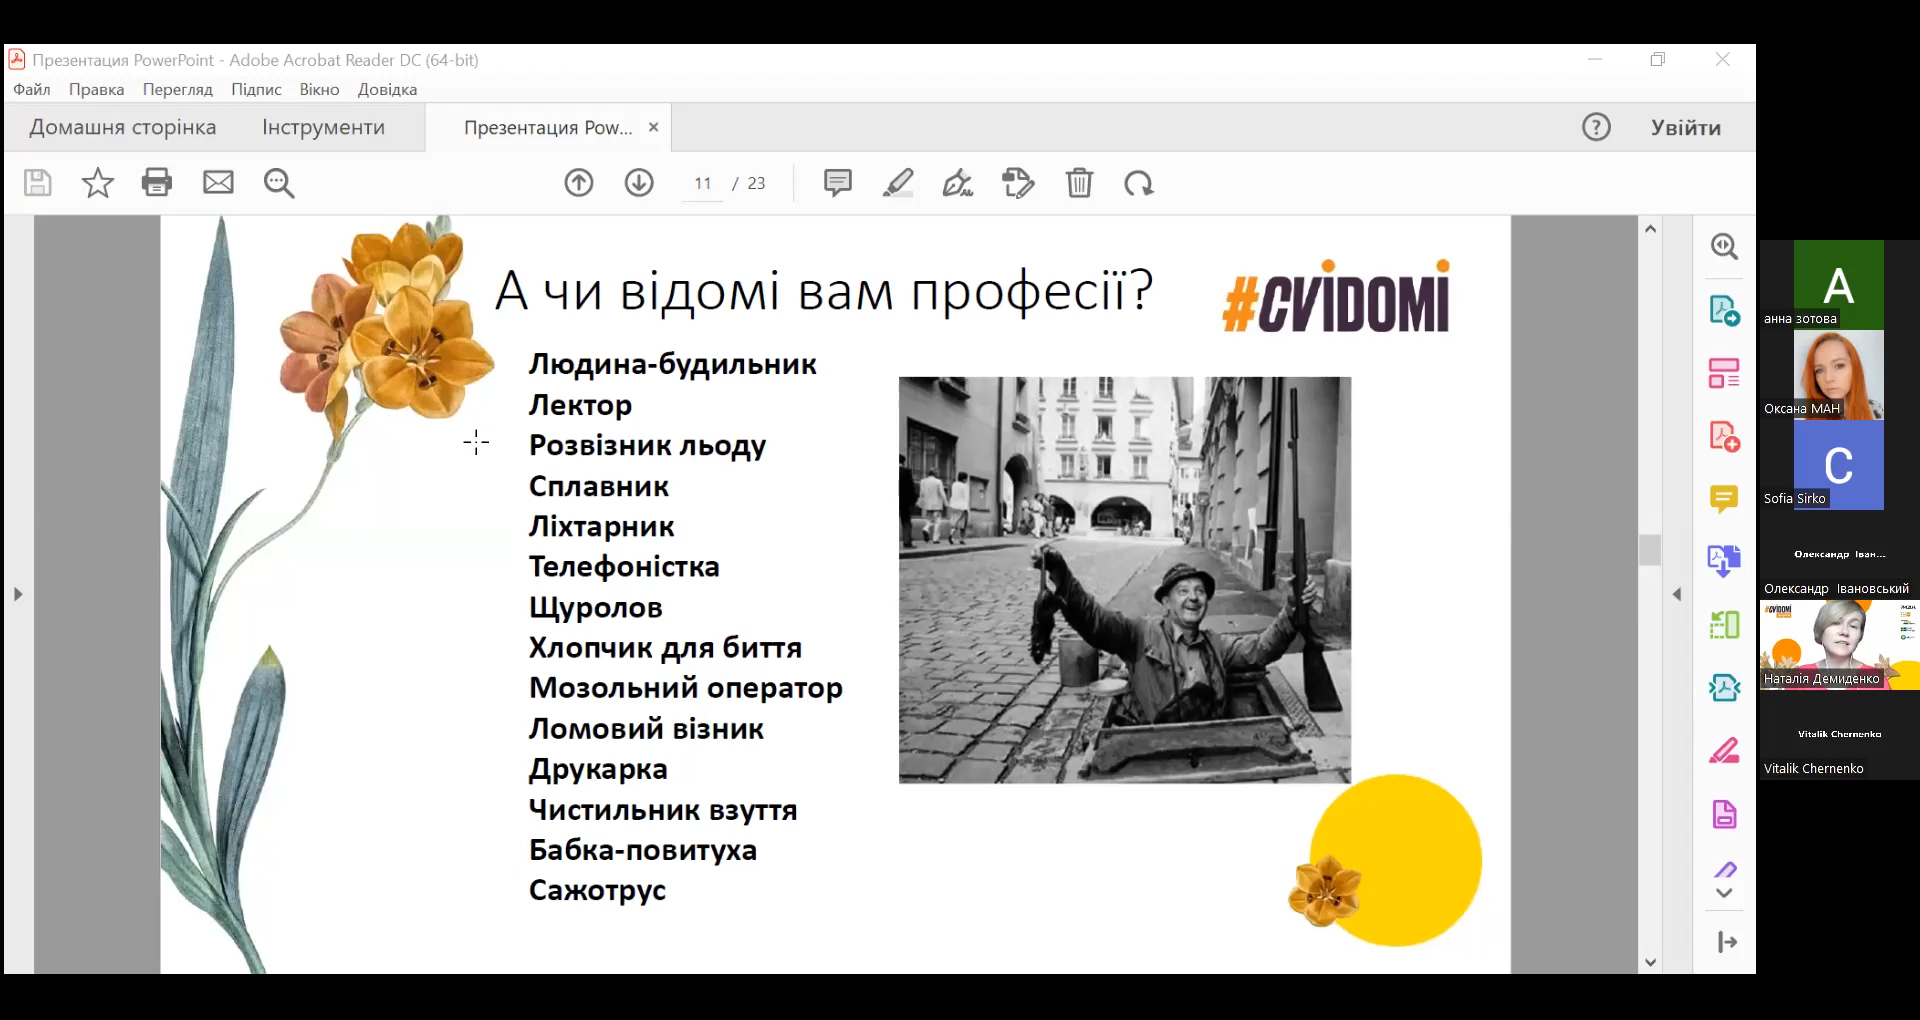 Презентация PowerPoint - Adobe Acrobat Reader DC (64-bit)
Файл Правка Перегляд Підпис Вікно Довідка
Домашня сторінка Інструменти Презентация Pow... × ? Увійти
11 / 23
А чи відомі вам професії?
#CVIDOMI
Людина-будильник
Лектор
Розвізник льоду
Сплавник
Ліхтарник
Телефоністка
Щуролов
Хлопчик для биття
Мозольний оператор
Ломовий візник
Друкарка
Чистильник взуття
Бабка-повитуха
Сажотрус
A
анна зотова
Оксана МАН
C
Sofia Sirko
Олександр Іван...
Олександр Івановський
#CVIDOMI
Наталія Демиденко
Vitalik Chernenko
Vitalik Chernenko